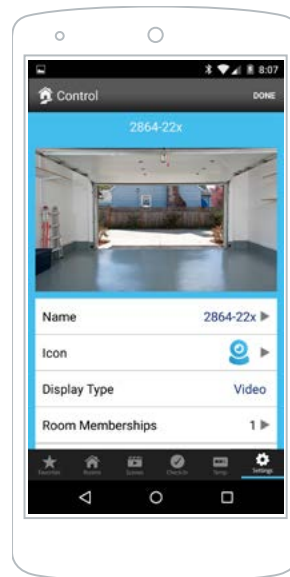 8:07
Control
DONE
2864-22x
Name 2864-22x
Icon
Display Type Video
Room Memberships 1
Favorites Rooms Scenes Check In Temp Settings